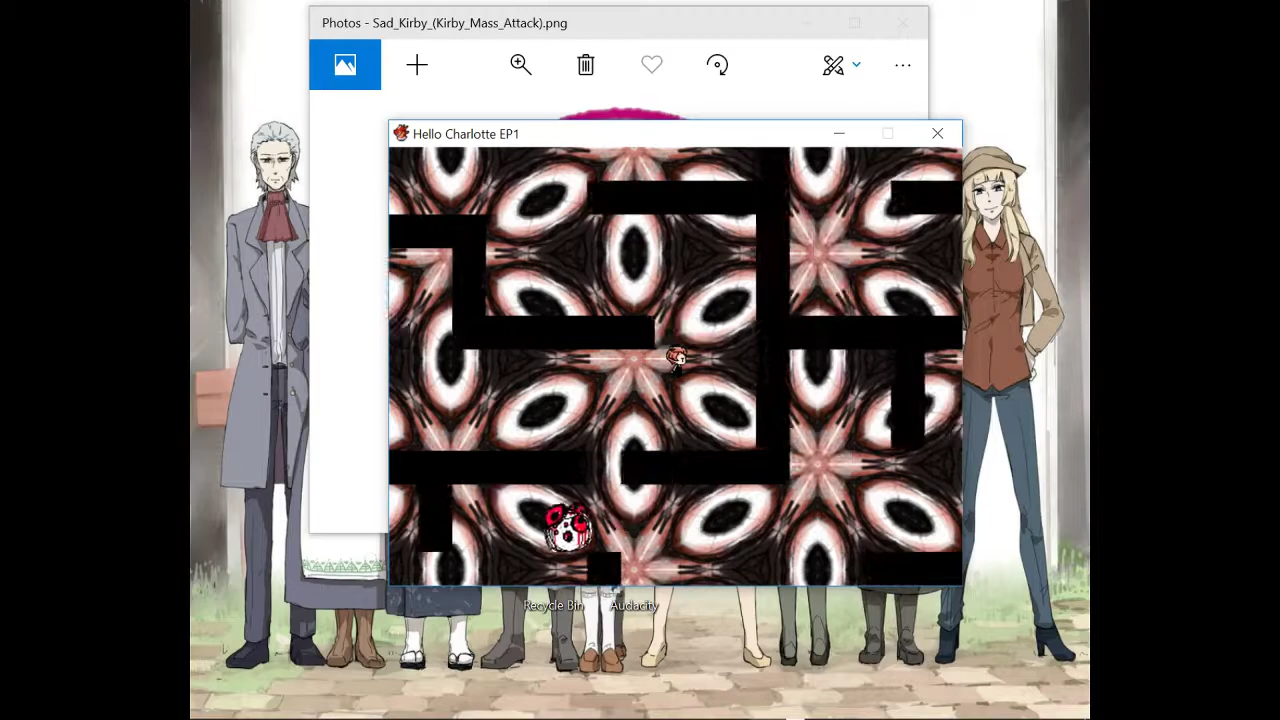 Photos - Sad_Kirby_(Kirby_Mass_Attack).png
Hello Charlotte EP1
Recycle Bin
Audacity